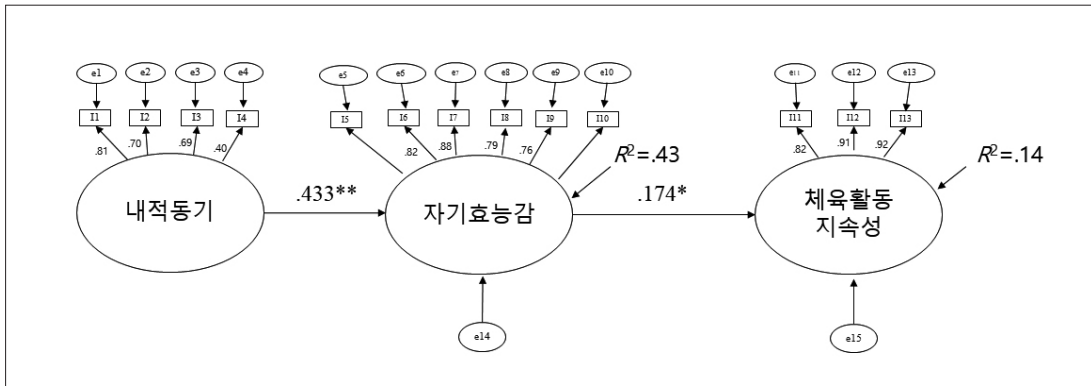 e1 e2 e3 e4 e5 e6 e7 e8 e9 e10 e11 e12 e13
I1 I2 I3 I4 I5 I6 I7 I8 I9 I10 I11 I12 I13
.81 .70 .69 .40 .82 .88 .79 .76 .82 .91 .92
R²=.43
R²=.14
내적동기
.433**
자기효능감
.174*
체육활동
지속성
e14
e15